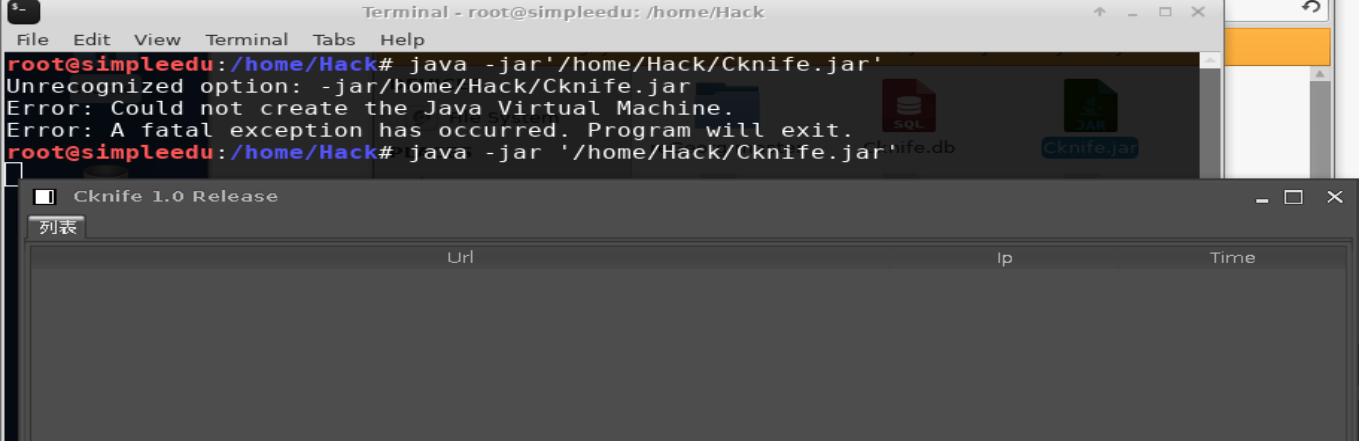 Terminal - root@simpleedu: /home/Hack
File Edit View Terminal Tabs Help
root@simpleedu:/home/Hack# java -jar'/home/Hack/Cknife.jar'
Unrecognized option: -jar/home/Hack/Cknife.jar
Error: Could not create the Java Virtual Machine.
Error: A fatal exception has occurred. Program will exit.
root@simpleedu:/home/Hack# java -jar '/home/Hack/Cknife.jar'
File System
SQL
JAR
Cknife.db
Cknife.jar
Cknife 1.0 Release
列表
Url Ip Time